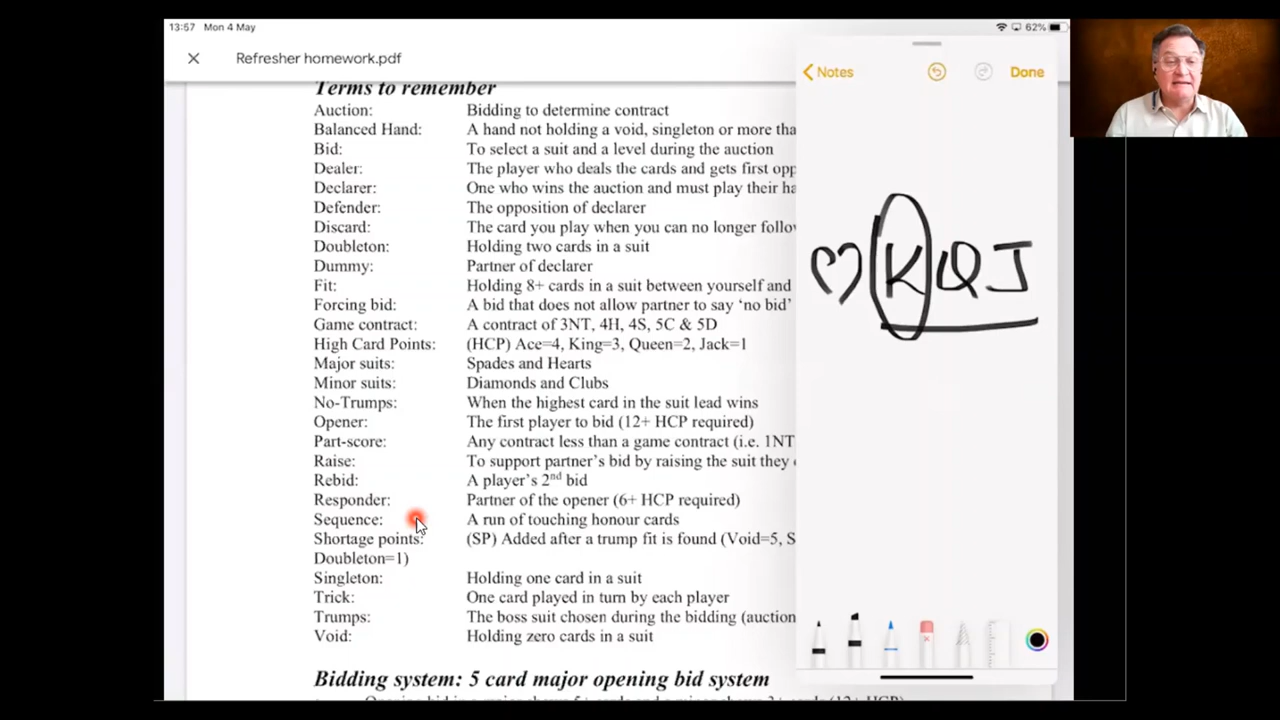 13:57 Mon 4 May
62%
Refresher homework.pdf
Notes
Done
Terms to remember
Auction: Bidding to determine contract
Balanced Hand: A hand not holding a void, singleton or more tha
Bid: To select a suit and a level during the auction
Dealer: The player who deals the cards and gets first opp
Declarer: One who wins the auction and must play their ha
Defender: The opposition of declarer
Discard: The card you play when you can no longer follow
Doubleton: Holding two cards in a suit
Dummy: Partner of declarer
Fit: Holding 8+ cards in a suit between yourself and
Forcing bid: A bid that does not allow partner to say ‘no bid’
Game contract: A contract of 3NT, 4H, 4S, 5C & 5D
High Card Points: (HCP) Ace=4, King=3, Queen=2, Jack=1
Major suits: Spades and Hearts
Minor suits: Diamonds and Clubs
No-Trumps: When the highest card in the suit lead wins
Opener: The first player to bid (12+ HCP required)
Part-score: Any contract less than a game contract (i.e. 1NT
Raise: To support partner’s bid by raising the suit they
Rebid: A player’s 2nd bid
Responder: Partner of the opener (6+ HCP required)
Sequence: A run of touching honour cards
Shortage points: (SP) Added after a trump fit is found (Void=5, S
Doubleton=1)
Singleton: Holding one card in a suit
Trick: One card played in turn by each player
Trumps: The boss suit chosen during the bidding (auction
Void: Holding zero cards in a suit
Bidding system: 5 card major opening bid system
♡ K Q J